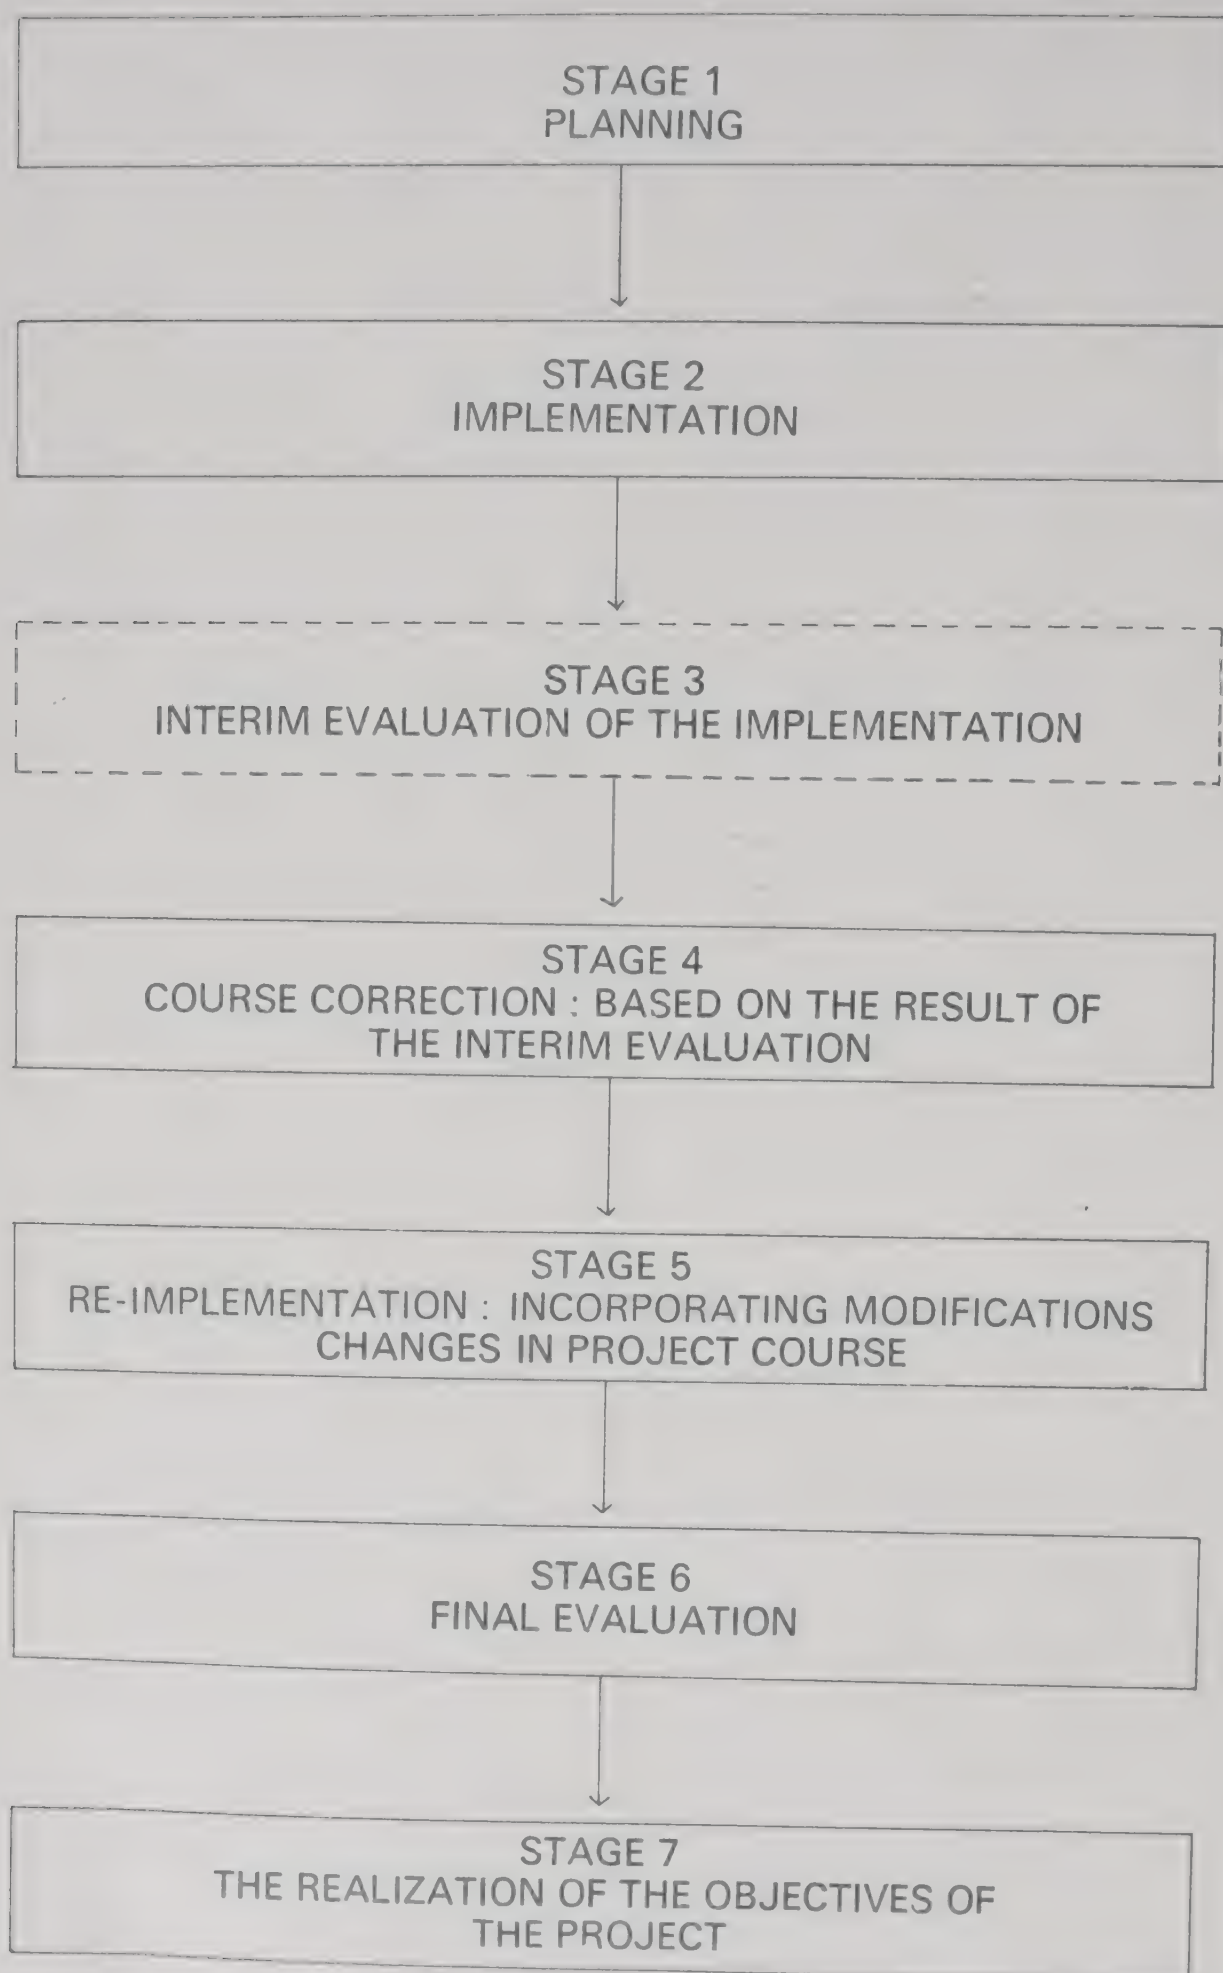 STAGE 1
PLANNING
STAGE 2
IMPLEMENTATION
STAGE 3
INTERIM EVALUATION OF THE IMPLEMENTATION
STAGE 4
COURSE CORRECTION : BASED ON THE RESULT OF
THE INTERIM EVALUATION
STAGE 5
RE-IMPLEMENTATION : INCORPORATING MODIFICATIONS
CHANGES IN PROJECT COURSE
STAGE 6
FINAL EVALUATION
STAGE 7
THE REALIZATION OF THE OBJECTIVES OF
THE PROJECT